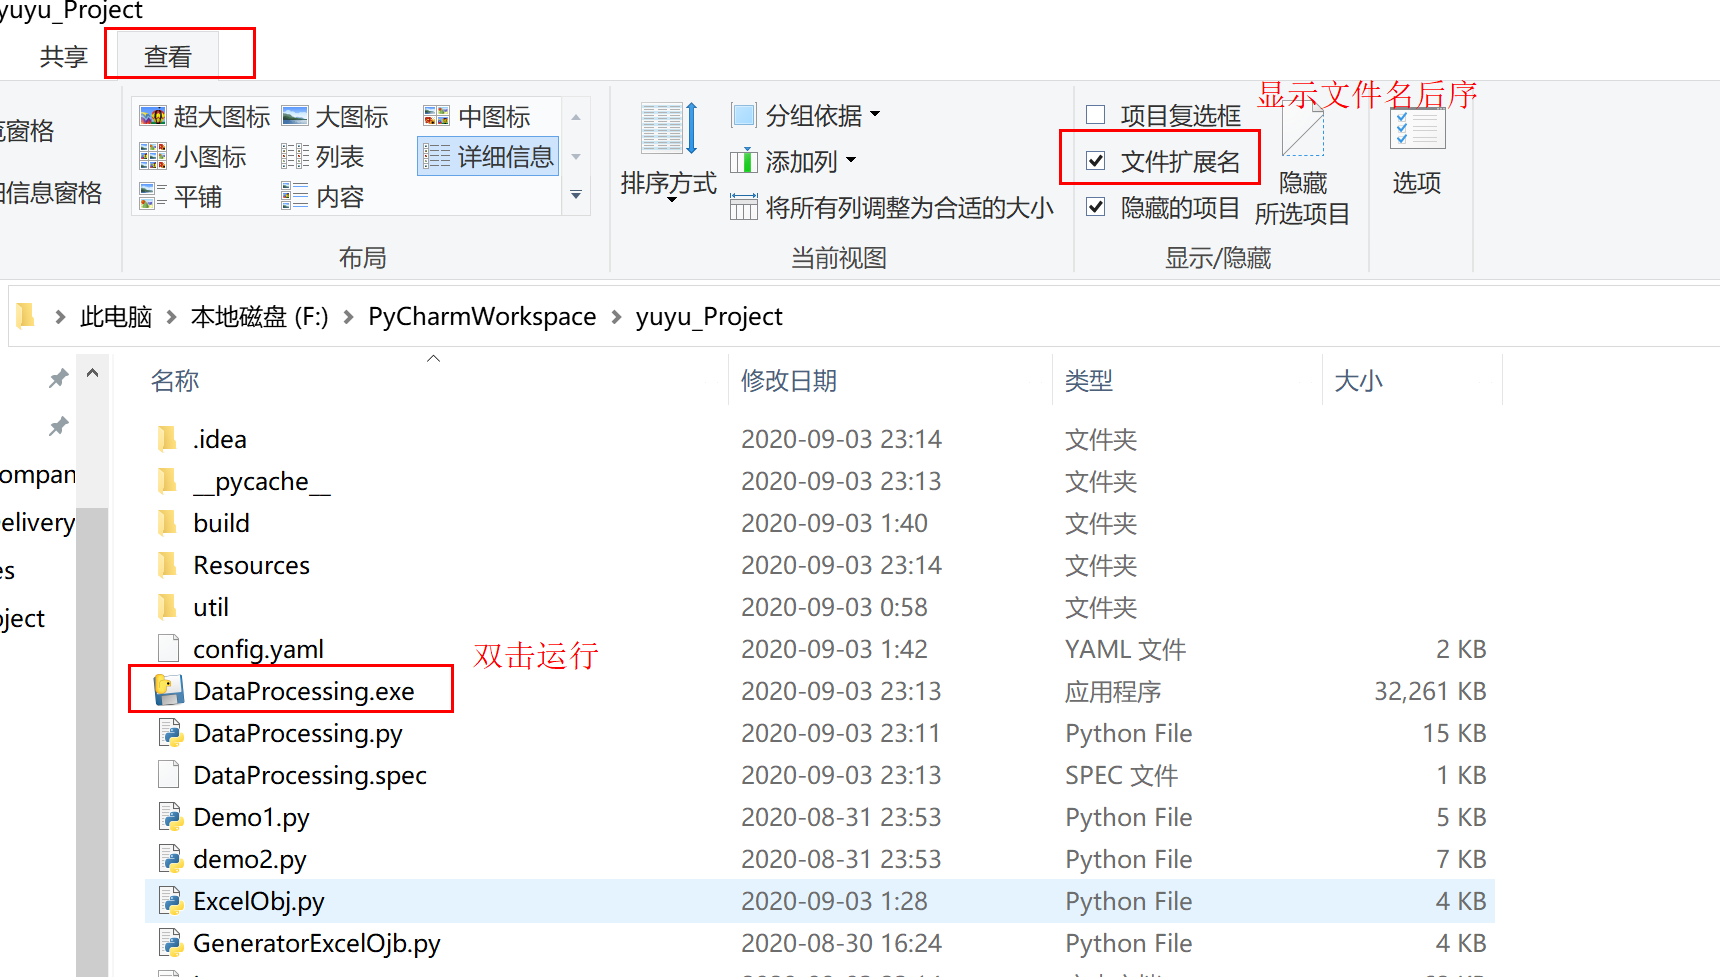 yuyu_Project
共享 查看
显示文件名后序
超大图标 大图标 中图标
小图标 列表 详细信息
平铺 内容
布局
排序方式
分组依据
添加列
将所有列调整为合适的大小
当前视图
项目复选框
文件扩展名
隐藏的项目
隐藏
所选项目
显示/隐藏
选项
窗格
信息窗格
此电脑 本地磁盘 (F:) PyCharmWorkspace yuyu_Project
名称 修改日期 类型 大小
ompan
elivery
es
ject
.idea 2020-09-03 23:14 文件夹
__pycache__ 2020-09-03 23:13 文件夹
build 2020-09-03 1:40 文件夹
Resources 2020-09-03 23:14 文件夹
util 2020-09-03 0:58 文件夹
config.yaml 2020-09-03 1:42 YAML 文件 2 KB
双击运行
DataProcessing.exe 2020-09-03 23:13 应用程序 32,261 KB
DataProcessing.py 2020-09-03 23:11 Python File 15 KB
DataProcessing.spec 2020-09-03 23:13 SPEC 文件 1 KB
Demo1.py 2020-08-31 23:53 Python File 5 KB
demo2.py 2020-08-31 23:53 Python File 7 KB
ExcelObj.py 2020-09-03 1:28 Python File 4 KB
GeneratorExcelOjb.py 2020-08-30 16:24 Python File 4 KB